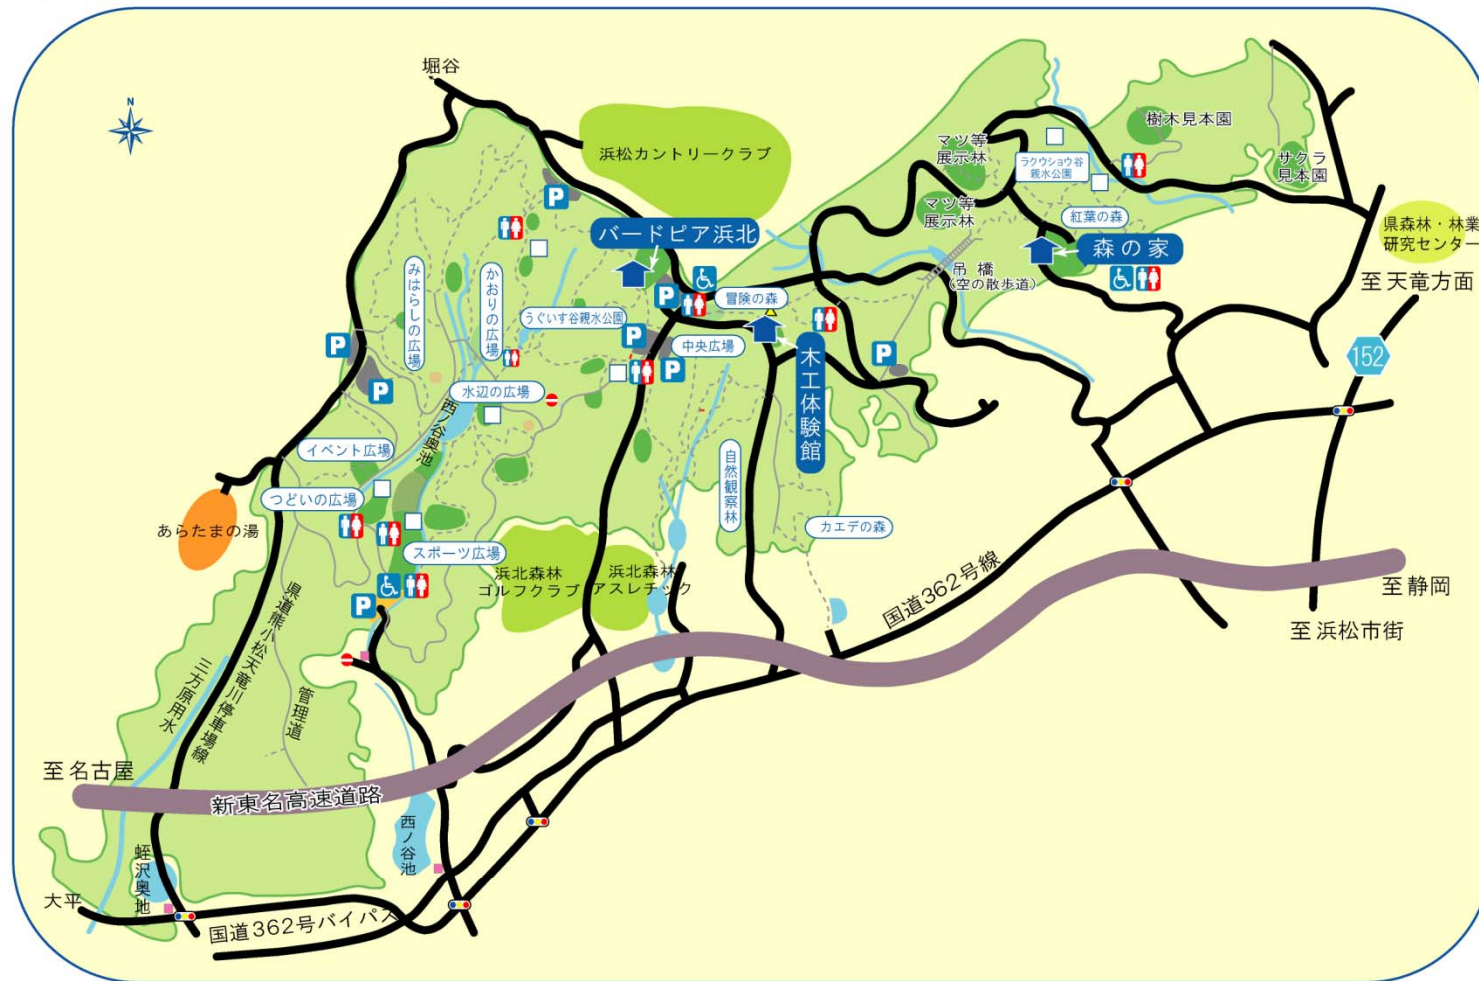 堀谷
N
浜松カントリークラブ
樹木見本園
マツ等
展示林
ラクウショウ谷
親水公園
サクラ
見本園
マツ等
展示林
紅葉の森
県森林・林業
研究センター
バードピア浜北
森の家
吊橋
(空の散歩道)
至天竜方面
みはらしの広場
かおりの広場
うぐいす谷親水公園
冒険の森
中央広場
152
木工体験館
水辺の広場
西ノ谷奥池
イベント広場
つどいの広場
自然観察林
カエデの森
あらたまの湯
スポーツ広場
浜北森林
ゴルフクラブ
浜北森林
アスレチック
国道362号線
至静岡
至浜松市街
県道熊小松天竜川停車場線
三方原用水
管理道
至名古屋
新東名高速道路
西ノ谷池
蛭沢奥地
大平
国道362号バイパス
P
P
P
P
P
P
P
P